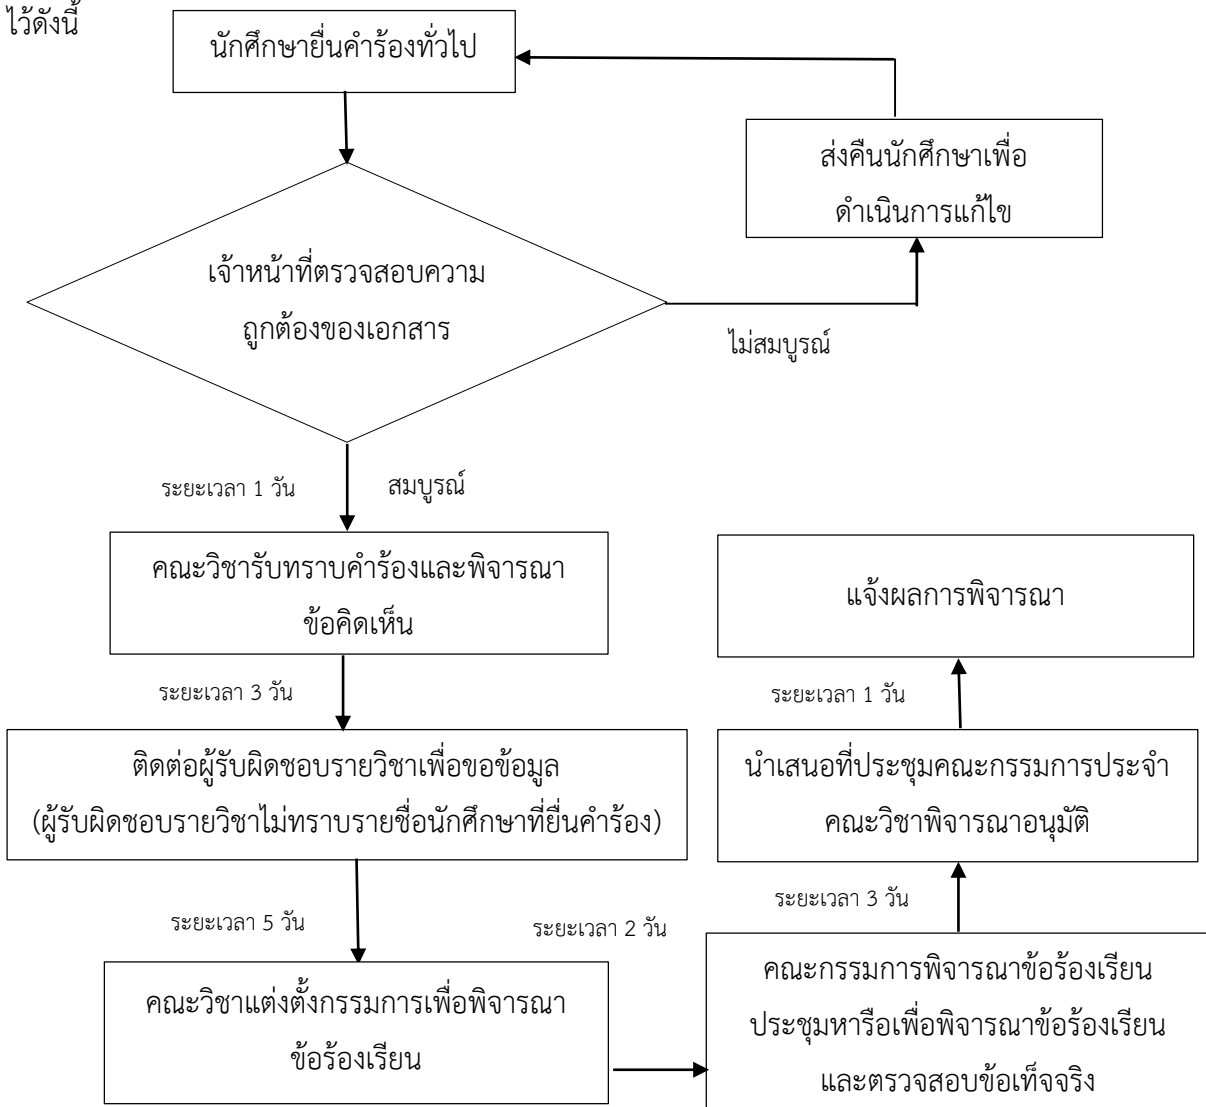 ไว้ดังนี้
นักศึกษายื่นคำร้องทั่วไป
ส่งคืนนักศึกษาเพื่อ
ดำเนินการแก้ไข
เจ้าหน้าที่ตรวจสอบความ
ถูกต้องของเอกสาร
ไม่สมบูรณ์
ระยะเวลา 1 วัน
สมบูรณ์
คณะวิชารับทราบคำร้องและพิจารณา
ข้อคิดเห็น
ระยะเวลา 3 วัน
ติดต่อผู้รับผิดชอบรายวิชาเพื่อขอข้อมูล
(ผู้รับผิดชอบรายวิชาไม่ทราบรายชื่อนักศึกษาที่ยื่นคำร้อง)
ระยะเวลา 5 วัน
คณะวิชาแต่งตั้งกรรมการเพื่อพิจารณา
ข้อร้องเรียน
ระยะเวลา 2 วัน
คณะกรรมการพิจารณาข้อร้องเรียน
ประชุมหารือเพื่อพิจารณาข้อร้องเรียน
และตรวจสอบข้อเท็จจริง
ระยะเวลา 3 วัน
นำเสนอที่ประชุมคณะกรรมการประจำ
คณะวิชาพิจารณาอนุมัติ
ระยะเวลา 1 วัน
แจ้งผลการพิจารณา